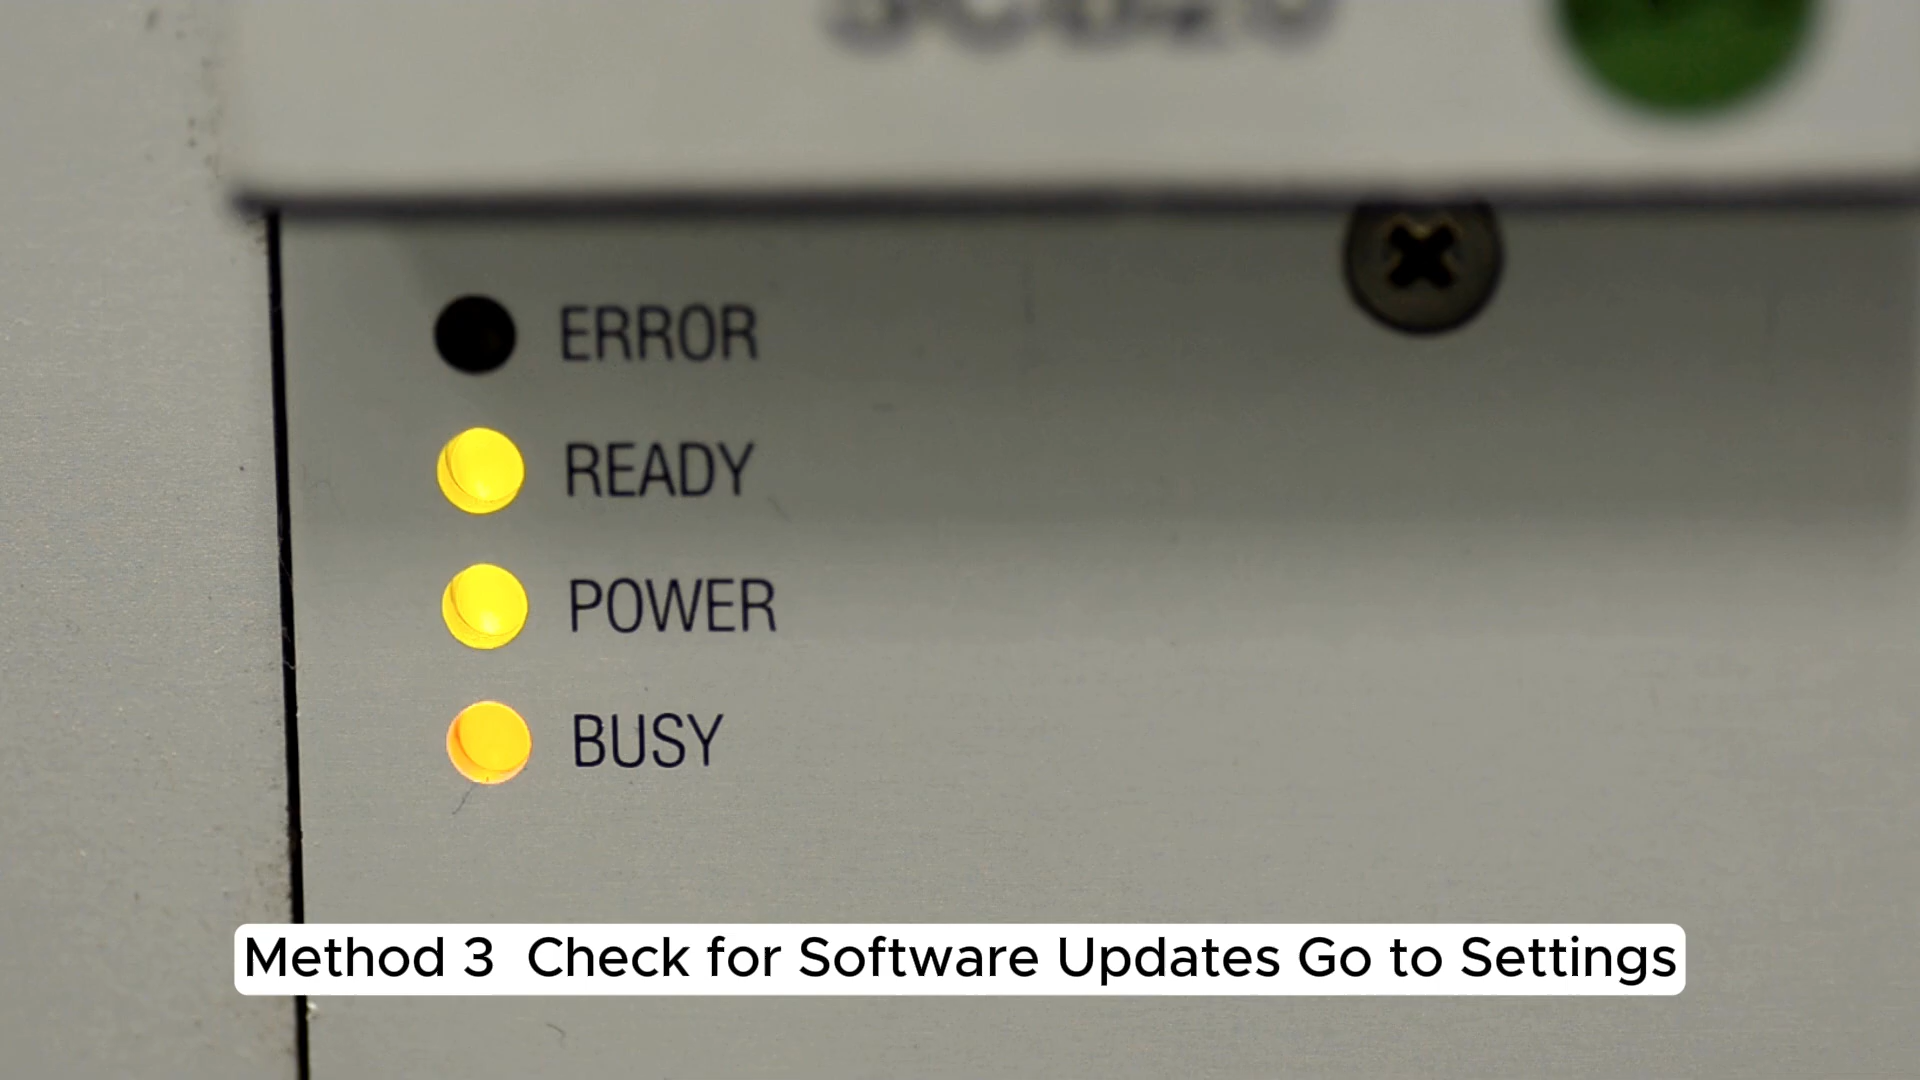 ERROR
READY
POWER
BUSY
Method 3  Check for Software Updates Go to Settings